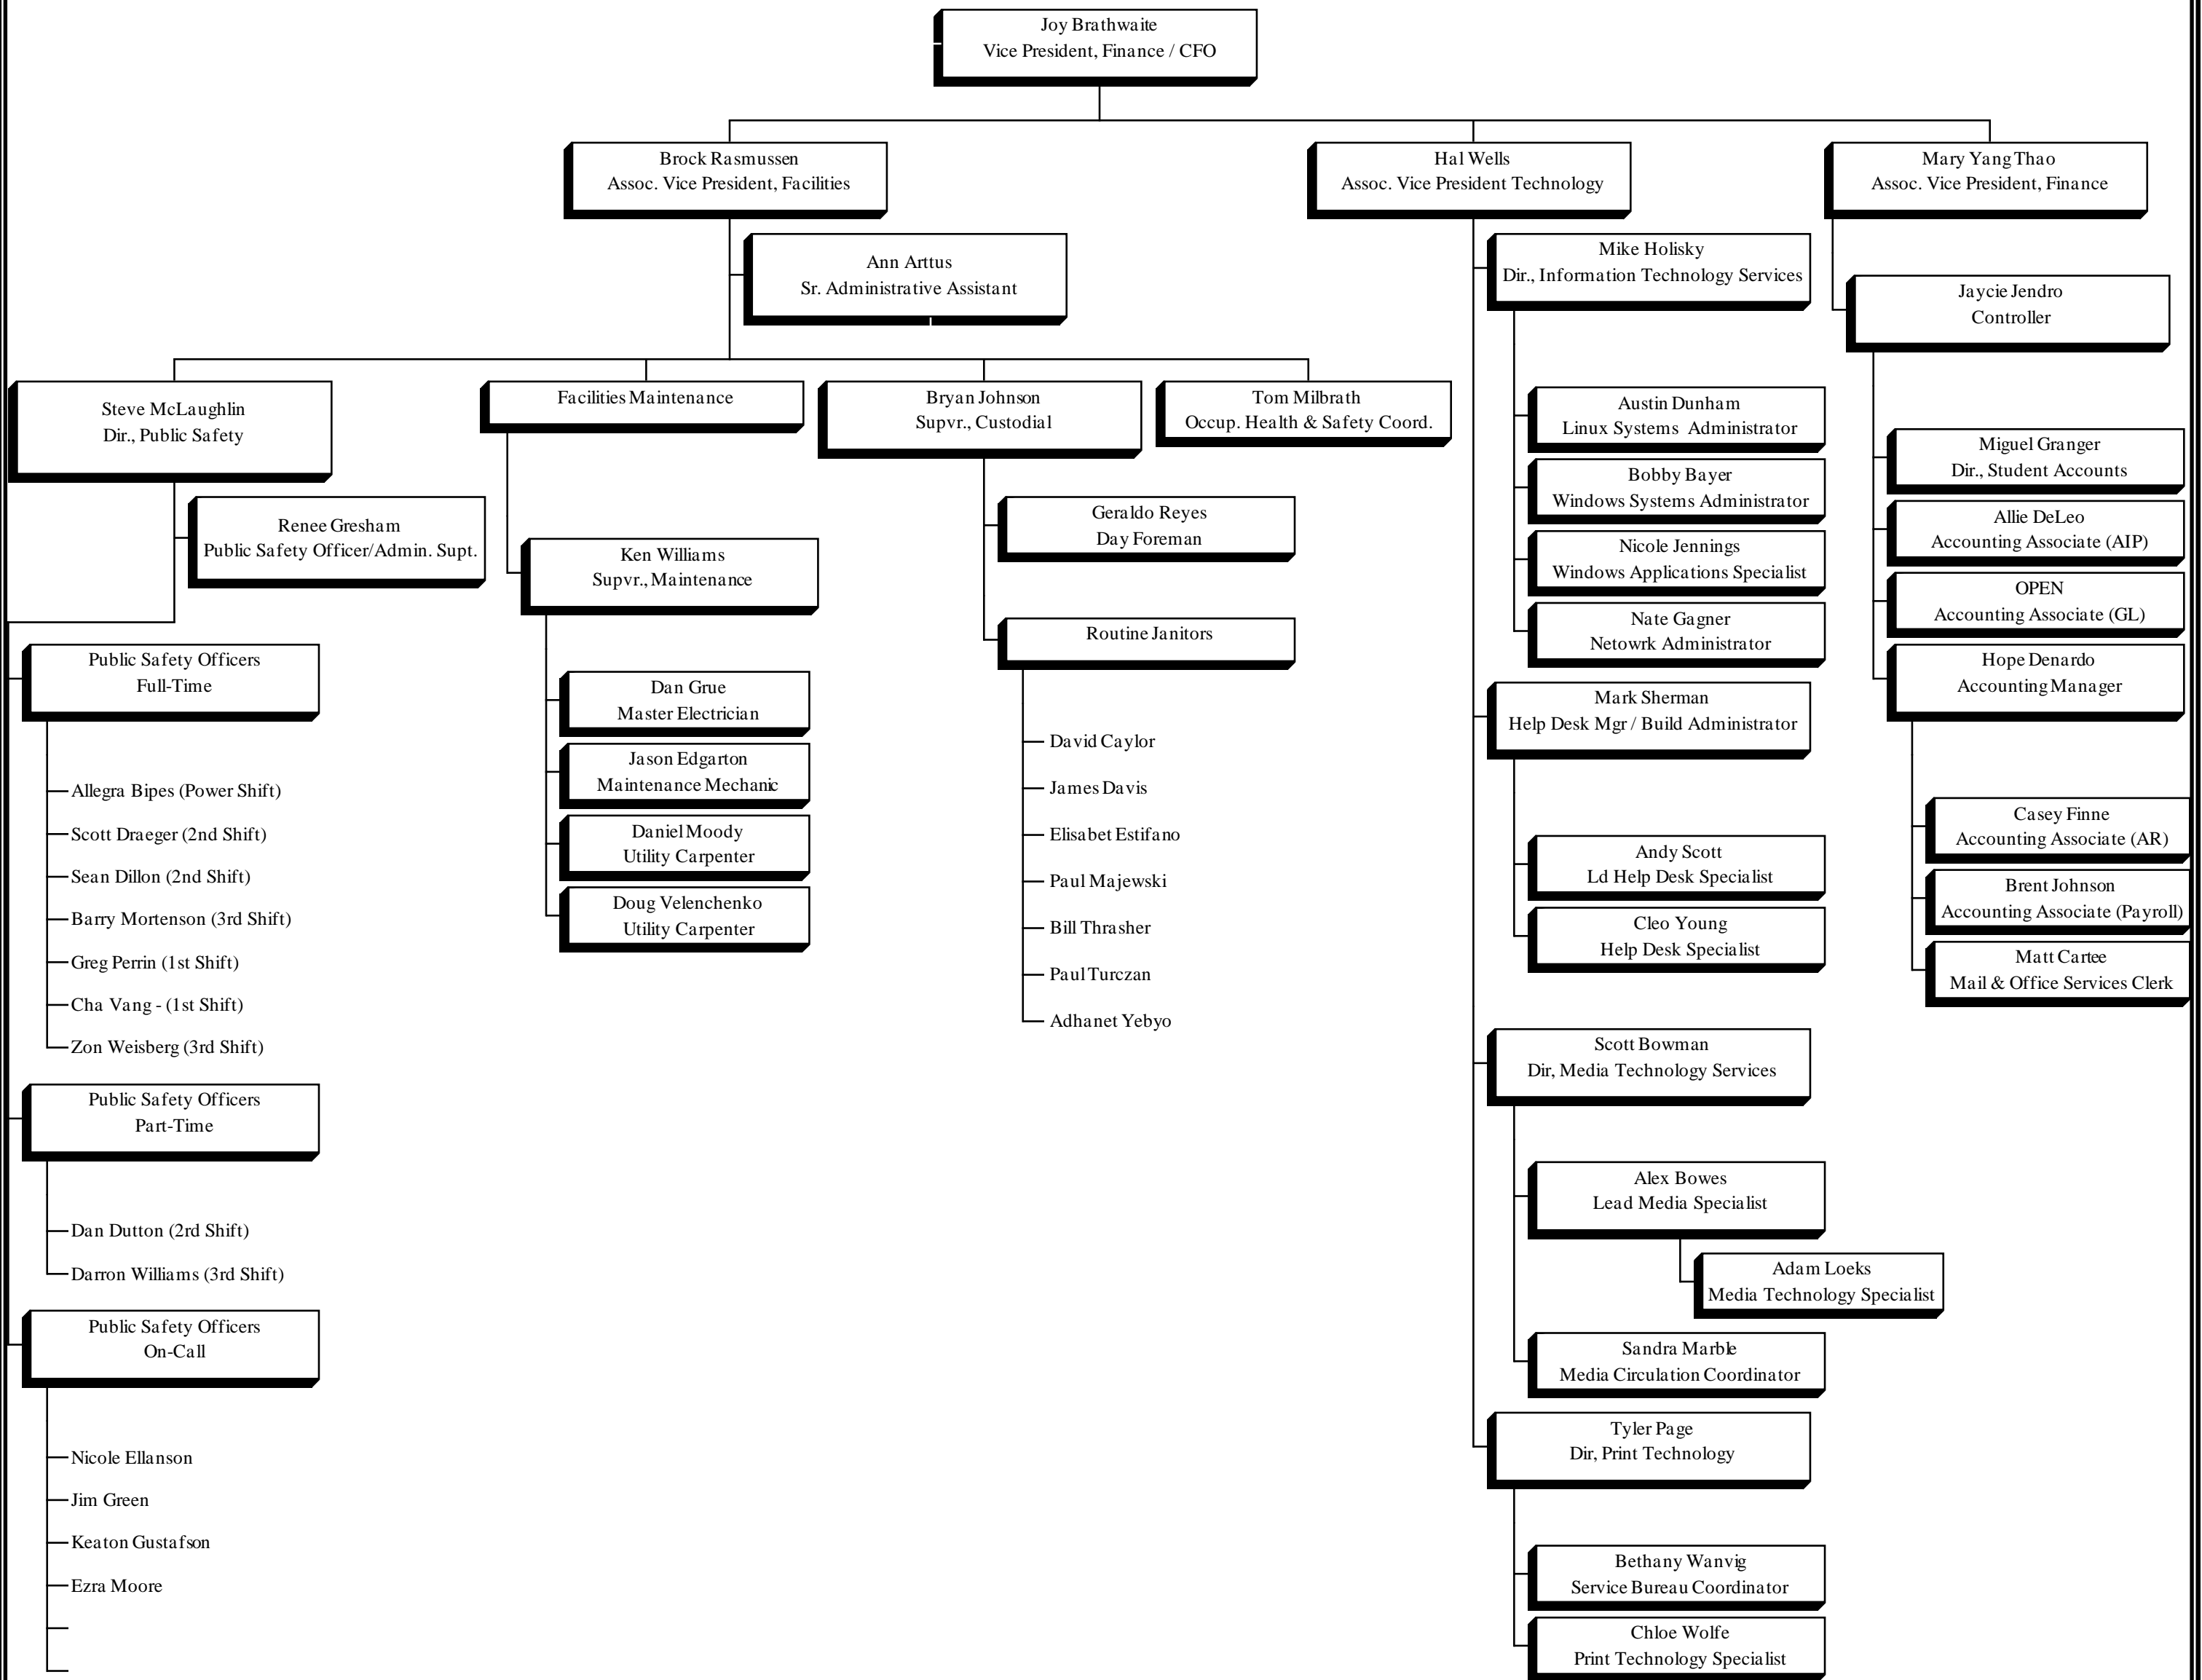 Joy Brathwaite
Vice President, Finance / CFO
Brock Rasmussen
Assoc. Vice President, Facilities
Hal Wells
Assoc. Vice President Technology
Mary Yang Thao
Assoc. Vice President, Finance
Ann Arttus
Sr. Administrative Assistant
Steve McLaughlin
Dir., Public Safety
Renee Gresham
Public Safety Officer/Admin. Supt.
Public Safety Officers
Full-Time
Allegra Bipes (Power Shift)
Scott Draeger (2nd Shift)
Sean Dillon (2nd Shift)
Barry Mortenson (3rd Shift)
Greg Perrin (1st Shift)
Cha Vang - (1st Shift)
Zon Weisberg (3rd Shift)
Public Safety Officers
Part-Time
Dan Dutton (2rd Shift)
Darron Williams (3rd Shift)
Public Safety Officers
On-Call
Nicole Ellanson
Jim Green
Keaton Gustafson
Ezra Moore
Facilities Maintenance
Ken Williams
Supvr., Maintenance
Dan Grue
Master Electrician
Jason Edgarton
Maintenance Mechanic
Daniel Moody
Utility Carpenter
Doug Velenchenko
Utility Carpenter
Bryan Johnson
Supvr., Custodial
Geraldo Reyes
Day Foreman
Routine Janitors
David Caylor
James Davis
Elisabet Estifano
Paul Majewski
Bill Thrasher
Paul Turczan
Adhanet Yebyo
Tom Milbrath
Occup. Health & Safety Coord.
Mike Holisky
Dir., Information Technology Services
Austin Dunham
Linux Systems Administrator
Bobby Bayer
Windows Systems Administrator
Nicole Jennings
Windows Applications Specialist
Nate Gagner
Netowrk Administrator
Mark Sherman
Help Desk Mgr / Build Administrator
Andy Scott
Ld Help Desk Specialist
Cleo Young
Help Desk Specialist
Scott Bowman
Dir, Media Technology Services
Alex Bowes
Lead Media Specialist
Adam Loeks
Media Technology Specialist
Sandra Marble
Media Circulation Coordinator
Tyler Page
Dir, Print Technology
Bethany Wanvig
Service Bureau Coordinator
Chloe Wolfe
Print Technology Specialist
Jaycie Jendro
Controller
Miguel Granger
Dir., Student Accounts
Allie DeLeo
Accounting Associate (AIP)
OPEN
Accounting Associate (GL)
Hope Denardo
Accounting Manager
Casey Finne
Accounting Associate (AR)
Brent Johnson
Accounting Associate (Payroll)
Matt Cartee
Mail & Office Services Clerk